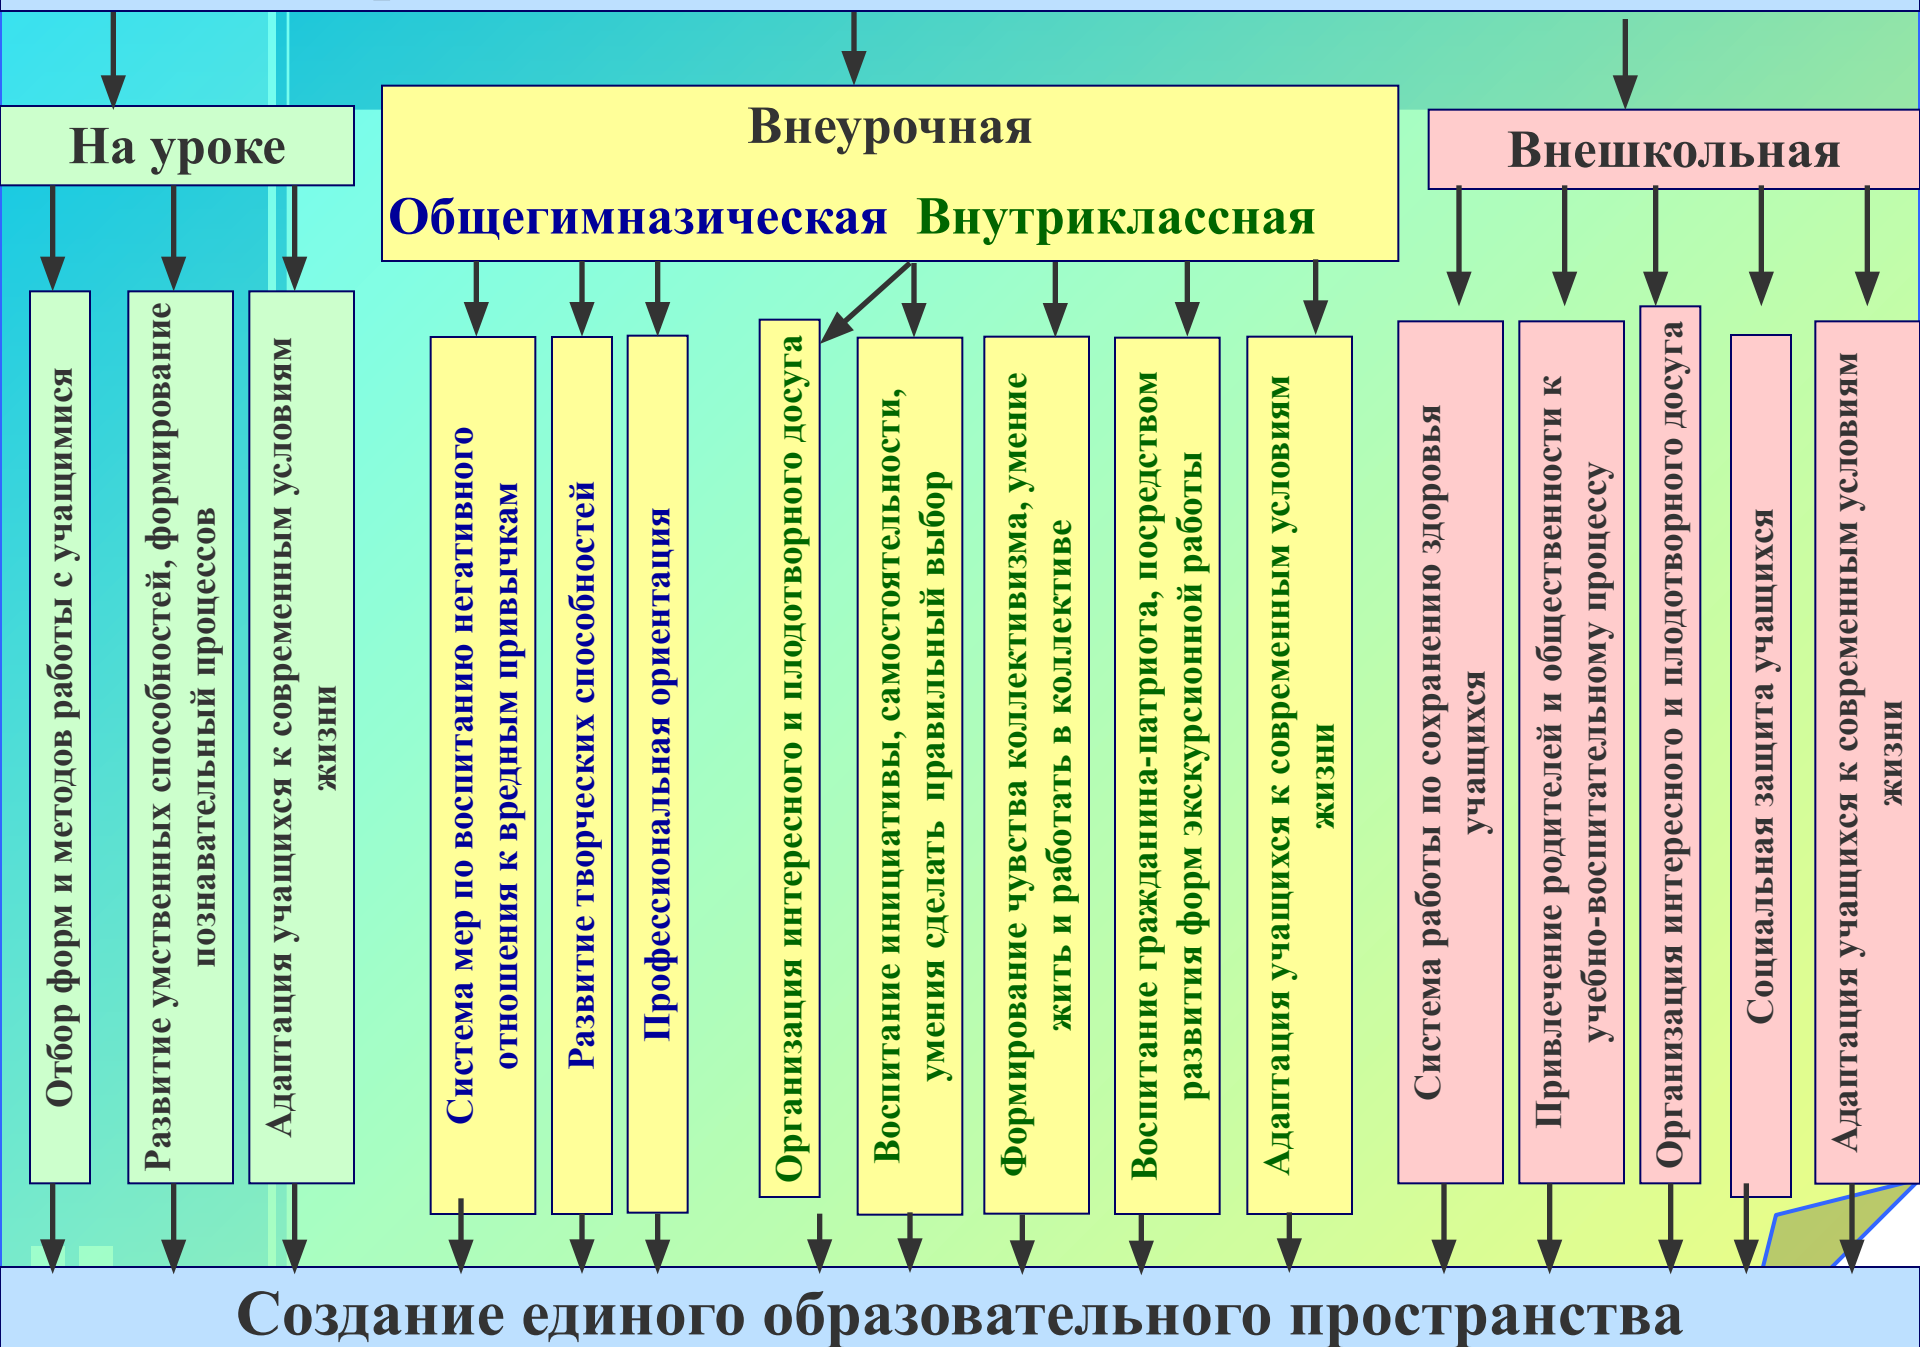 На уроке
Внеурочная
Общегимназическая Внутриклассная
Внешкольная
Отбор форм и методов работы с учащимися
Развитие умственных способностей, формирование
познавательный процессов
Адаптация учащихся к современным условиям
жизни
Система мер по воспитанию негативного
отношения к вредным привычкам
Развитие творческих способностей
Профессиональная ориентация
Организация интересного и плодотворного досуга
Воспитание инициативы, самостоятельности,
умения сделать правильный выбор
Формирование чувства коллективизма, умение
жить и работать в коллективе
Воспитание гражданина-патриота, посредством
развития форм экскурсионной работы
Адаптация учащихся к современным условиям
жизни
Система работы по сохранению здоровья
учащихся
Привлечение родителей и общественности к
учебно-воспитательному процессу
Организация интересного и плодотворного досуга
Социальная защита учащихся
Адаптация учащихся к современным условиям
жизни
Создание единого образовательного пространства